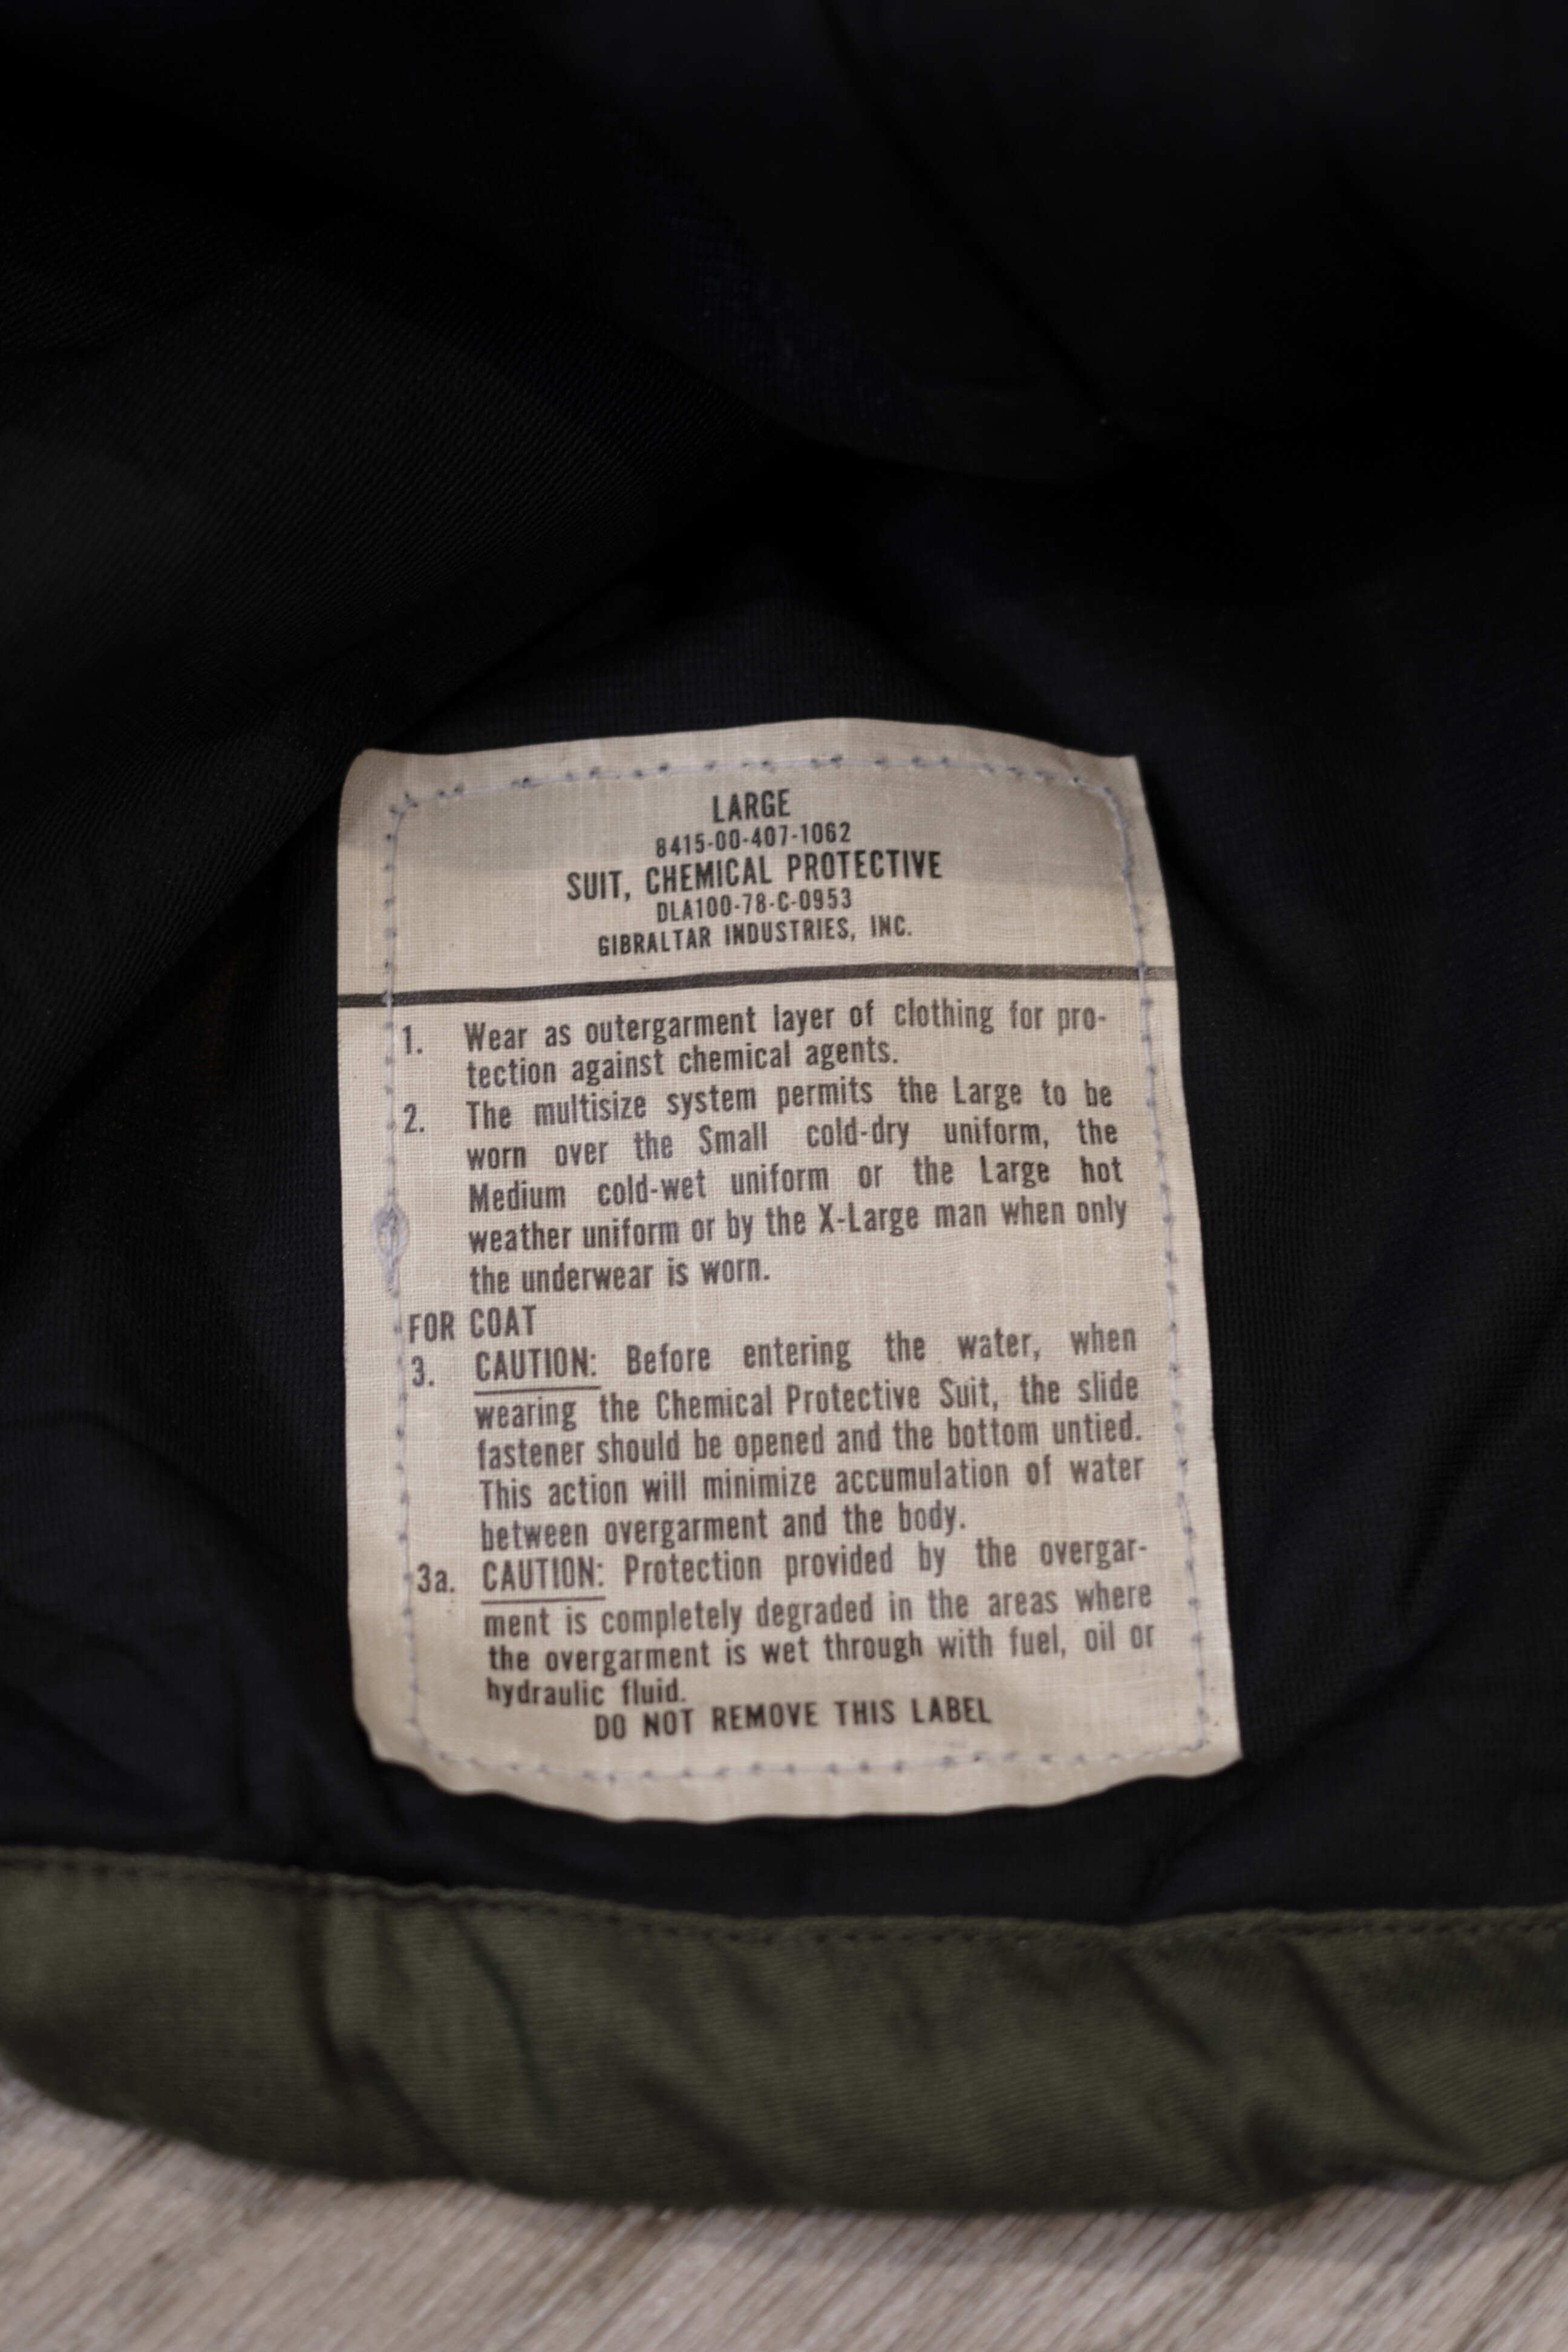 LARGE
8415-00-407-1062
SUIT, CHEMICAL PROTECTIVE
DLA100-78-C-0953
GIBRALTAR INDUSTRIES, INC.
1. Wear as outergarment layer of clothing for pro-
tection against chemical agents.
2. The multisize system permits the Large to be
worn over the Small cold-dry uniform, the
Medium cold-wet uniform or the Large hot
weather uniform or by the X-Large man when only
the underwear is worn.
FOR COAT
3. CAUTION: Before entering the water, when
wearing the Chemical Protective Suit, the slide
fastener should be opened and the bottom untied.
This action will minimize accumulation of water
between overgarment and the body.
3a. CAUTION: Protection provided by the overgar-
ment is completely degraded in the areas where
the overgarment is wet through with fuel, oil or
hydraulic fluid.
DO NOT REMOVE THIS LABEL